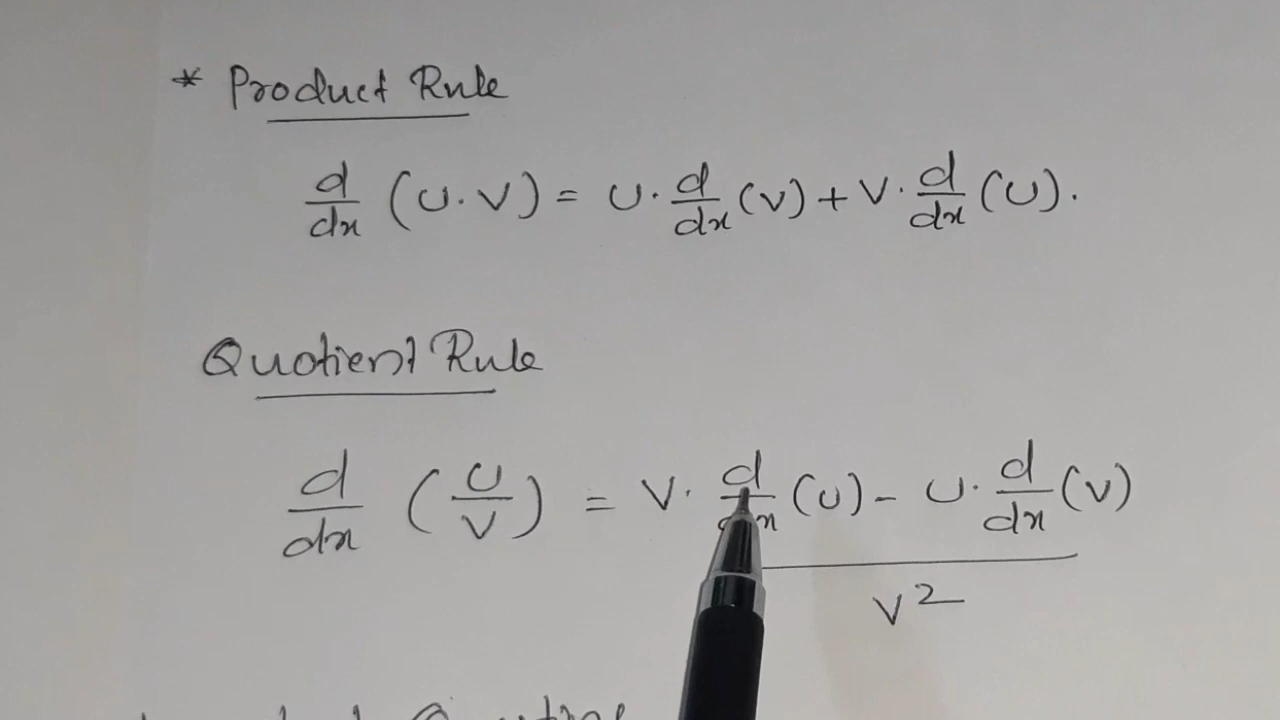 * Product Rule
d/dx (U.V) = U. d/dx (V) + V. d/dx (U).
Quotient Rule
d/dx (U/V) = V. d/dx (U) - U. d/dx (V)
V²